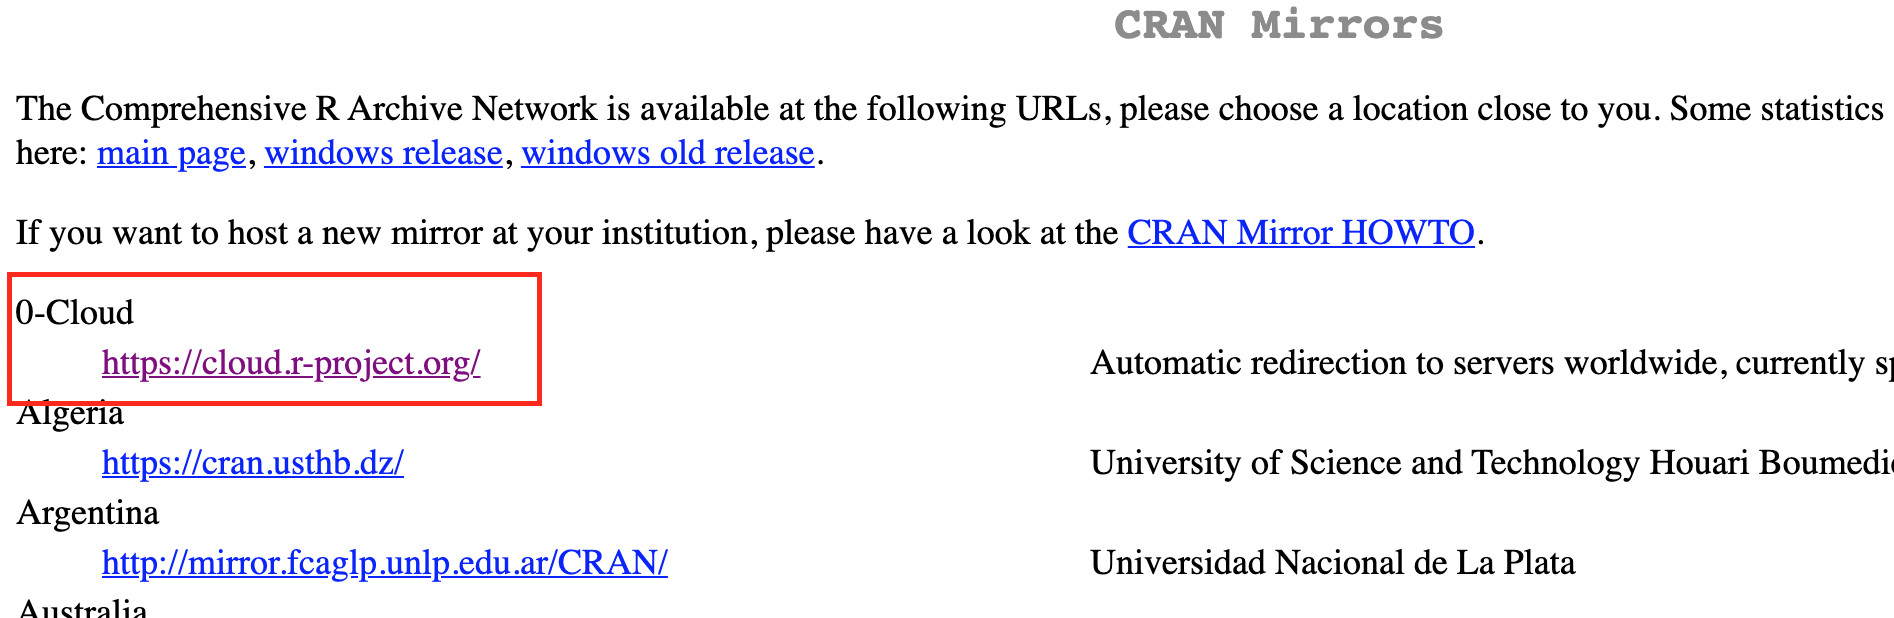 CRAN Mirrors
The Comprehensive R Archive Network is available at the following URLs, please choose a location close to you. Some statistics
here: main page, windows release, windows old release.
If you want to host a new mirror at your institution, please have a look at the CRAN Mirror HOWTO.
0-Cloud
https://cloud.r-project.org/ Automatic redirection to servers worldwide, currently
Algeria
https://cran.usthb.dz/ University of Science and Technology Houari
Argentina
http://mirror.fcaglp.unlp.edu.ar/CRAN/ Universidad Nacional de La Plata
Australia